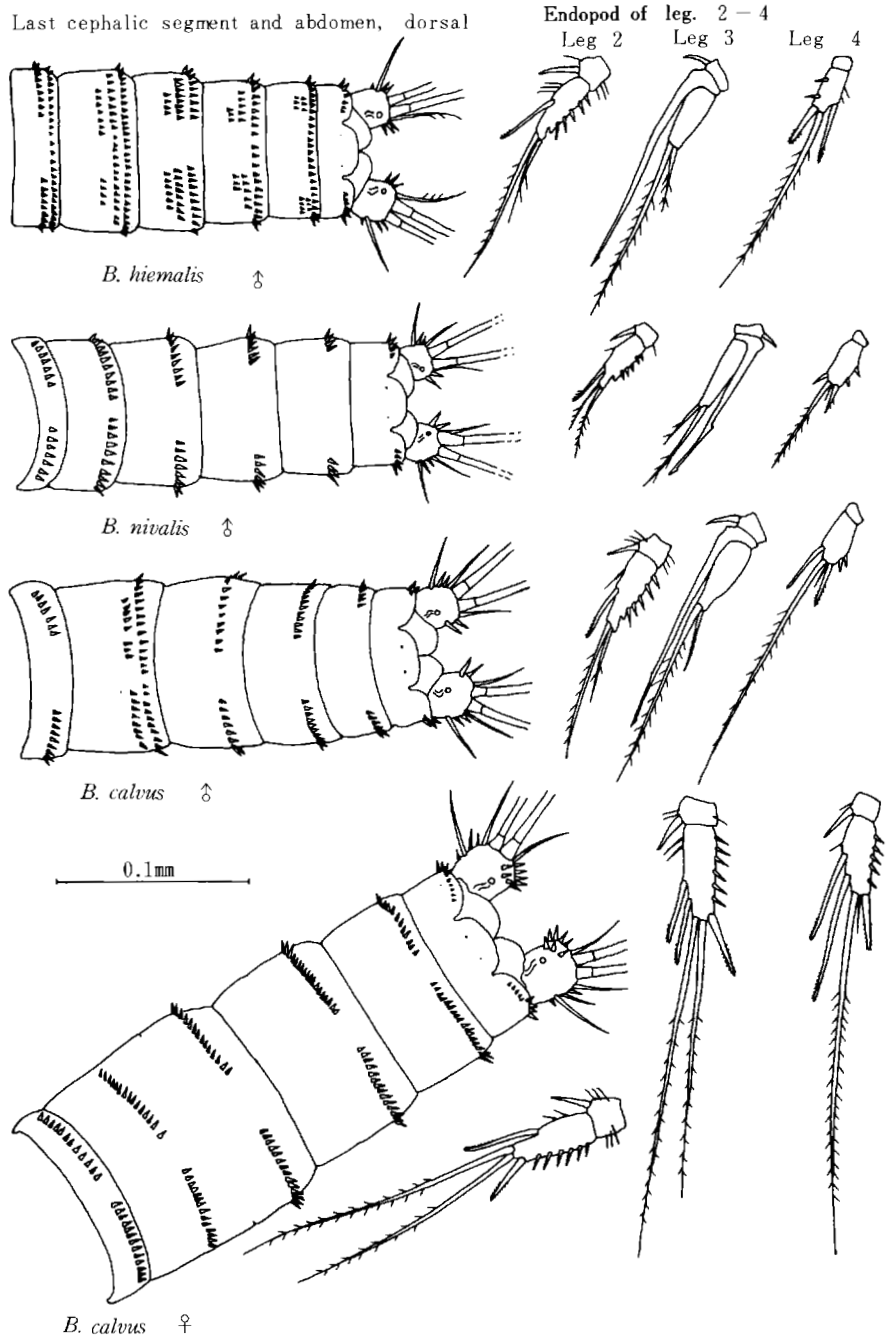 Last cephalic segment and abdomen, dorsal
Endopod of leg. 2 – 4
Leg 2 Leg 3 Leg 4
B. hiemalis ♂
B. nivalis ♂
B. calvus ♂
0.1mm
B. calvus ♀